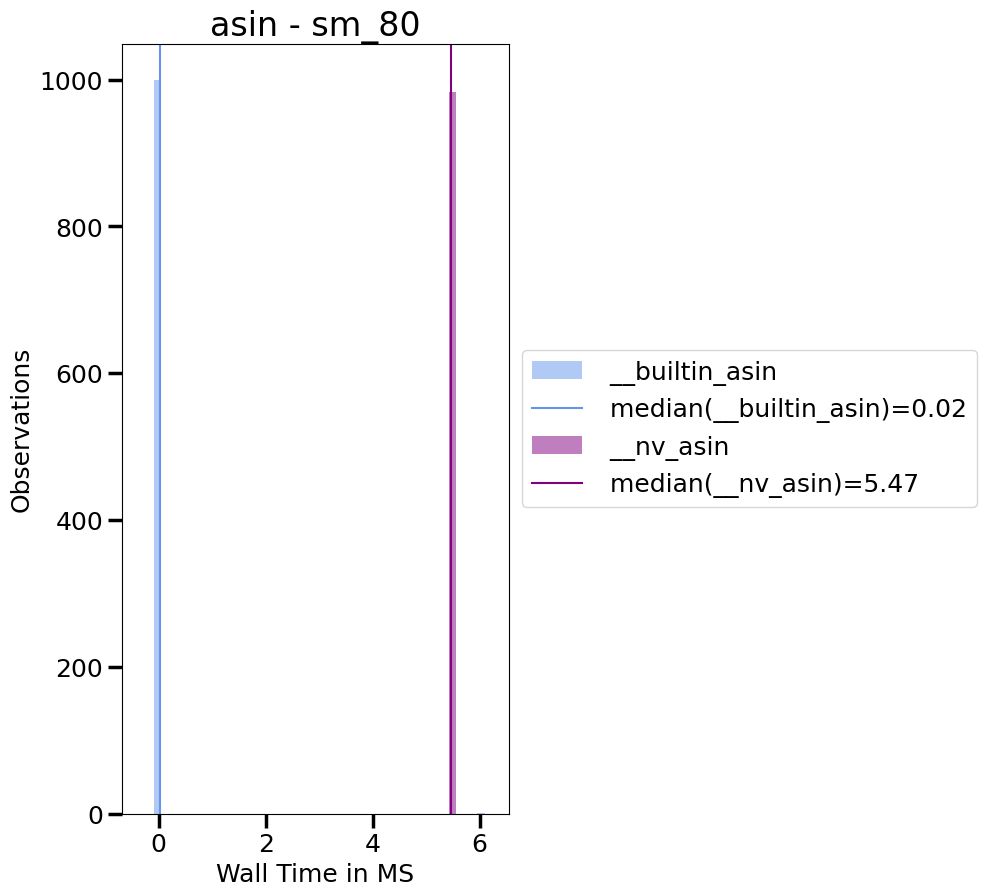 asin - sm_80
Observations
1000
800
600
400
200
0
0 2 4 6
Wall Time in MS
__builtin_asin
median(__builtin_asin)=0.02
__nv_asin
median(__nv_asin)=5.47